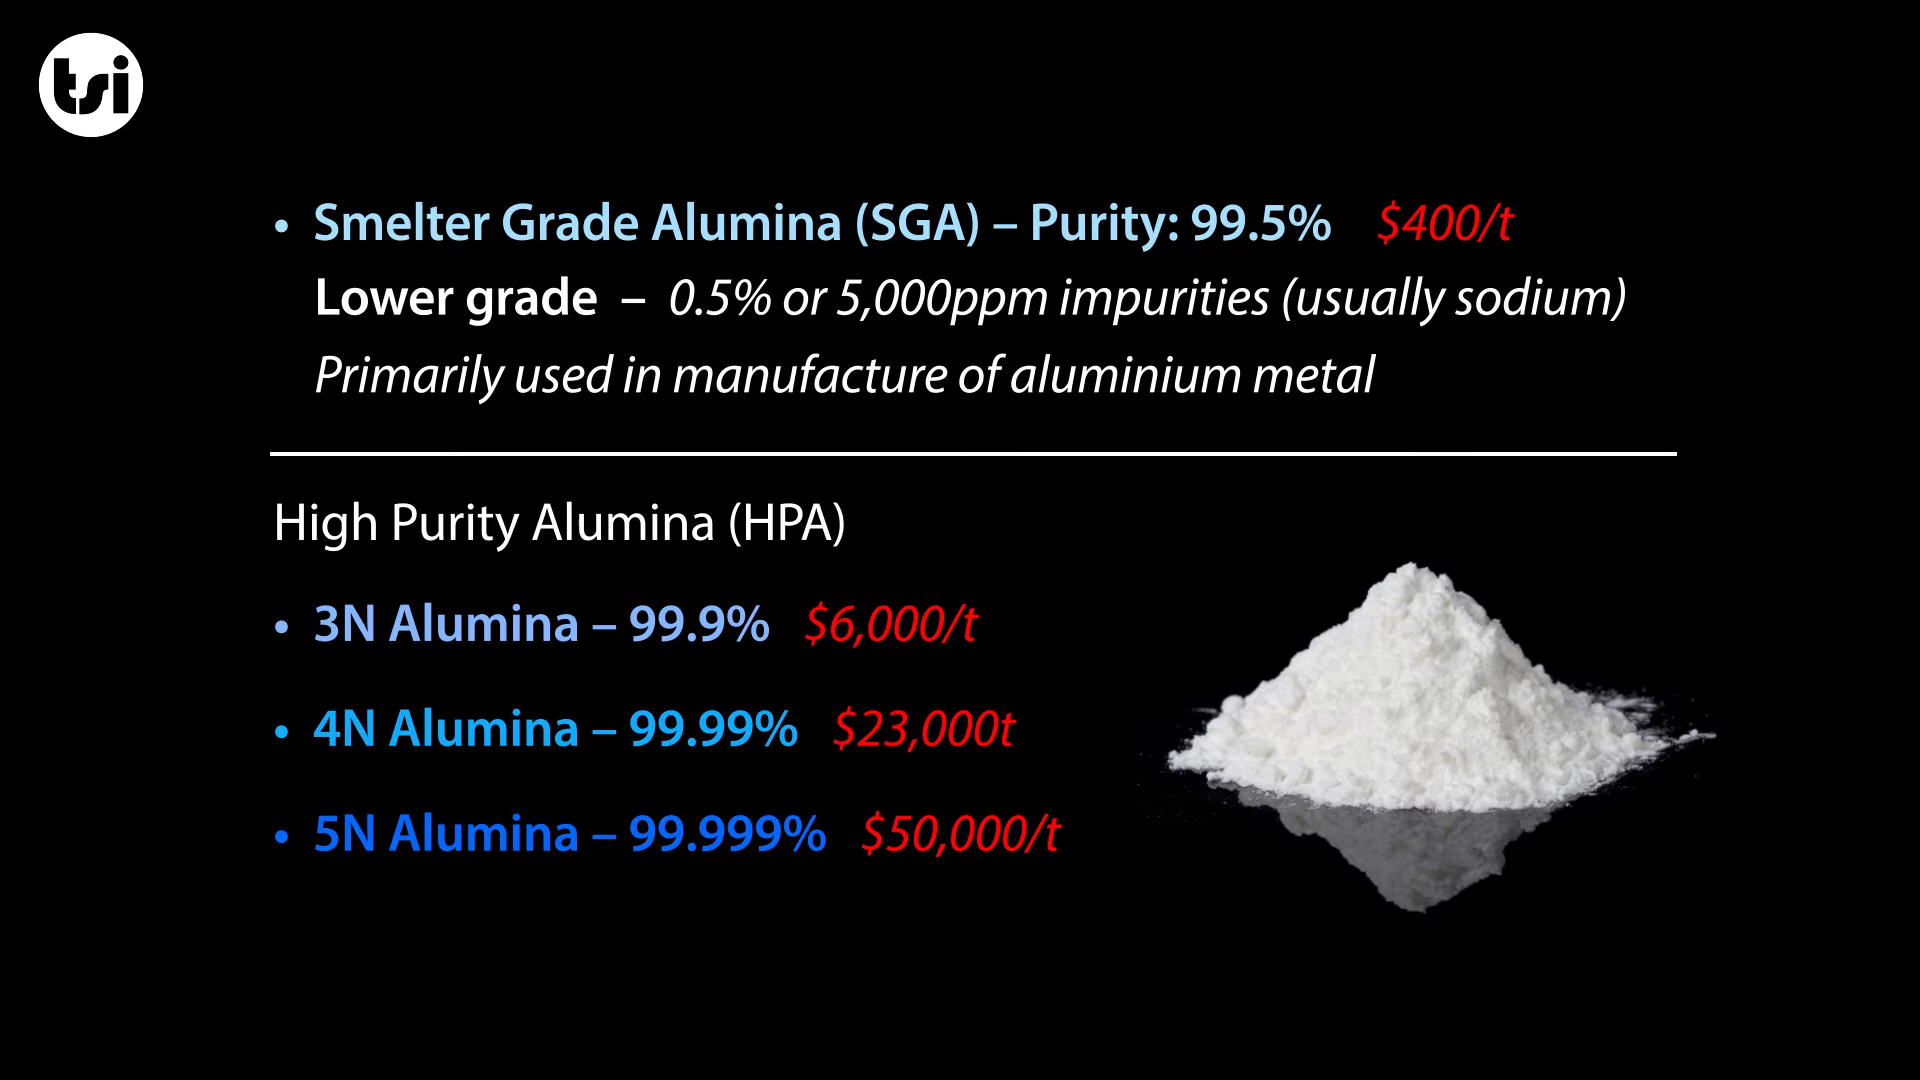 tsi
• Smelter Grade Alumina (SGA) – Purity: 99.5% $400/t
Lower grade – 0.5% or 5,000ppm impurities (usually sodium)
Primarily used in manufacture of aluminium metal
High Purity Alumina (HPA)
• 3N Alumina – 99.9% $6,000/t
• 4N Alumina – 99.99% $23,000t
• 5N Alumina – 99.999% $50,000/t